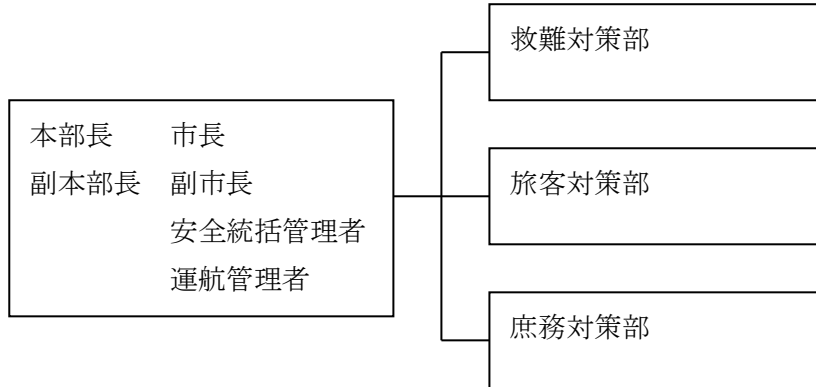 本部長　　市長
副本部長　副市長
安全統括管理者
運航管理者
救難対策部
旅客対策部
庶務対策部